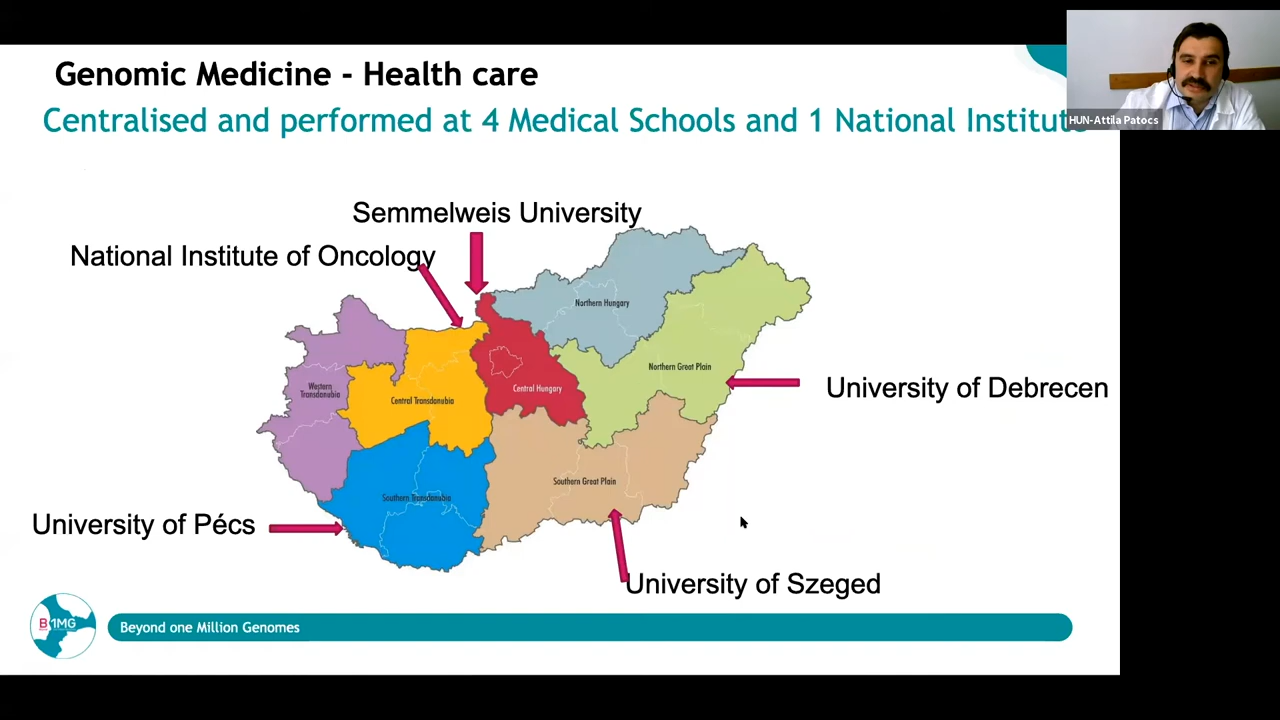 Genomic Medicine - Health care
Centralised and performed at 4 Medical Schools and 1 National Institute
HUN-Attila Patocs
Semmelweis University
National Institute of Oncology
Northern Hungary
Northern Great Plain
Western
Transdanubia
Central Hungary
Central Transdanubia
University of Debrecen
Southern Great Plain
Southern Transdanubia
University of Pécs
University of Szeged
B1MG
Beyond one Million Genomes